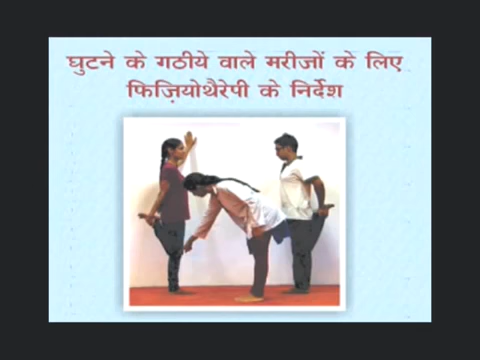 घुटने के गठीये वाले मरीजों के लिए
फिज़ियोथैरेपी के निर्देश